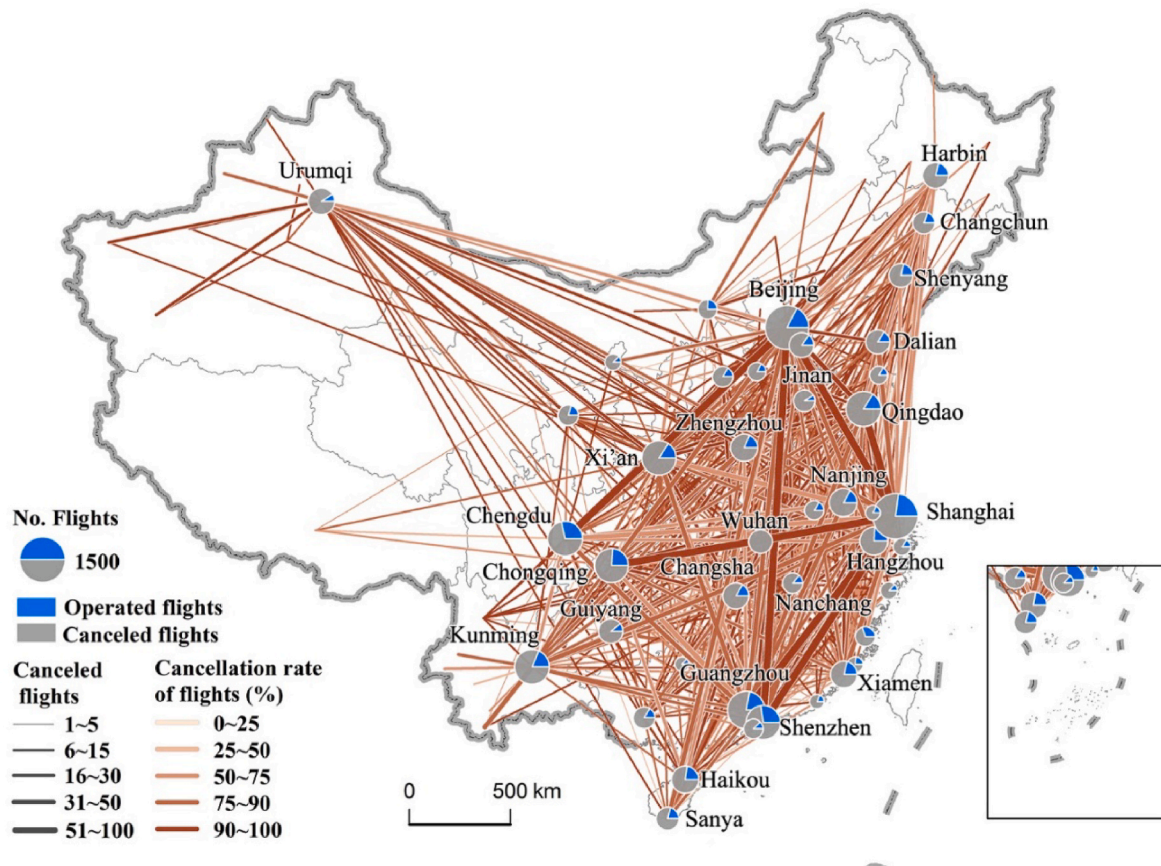 Urumqi
Harbin
Changchun
Shenyang
Beijing
Dalian
Jinan
Qingdao
Zhengzhou
Xi'an
Nanjing
Shanghai
Chengdu
Wuhan
Hangzhou
Chongqing
Changsha
Nanchang
Guiyang
Kunming
Guangzhou
Xiamen
Shenzhen
Haikou
Sanya
No. Flights
1500
Operated flights
Canceled flights
Canceled
flights
1~5
6~15
16~30
31~50
51~100
Cancellation rate
of flights (%)
0~25
25~50
50~75
75~90
90~100
0 500 km